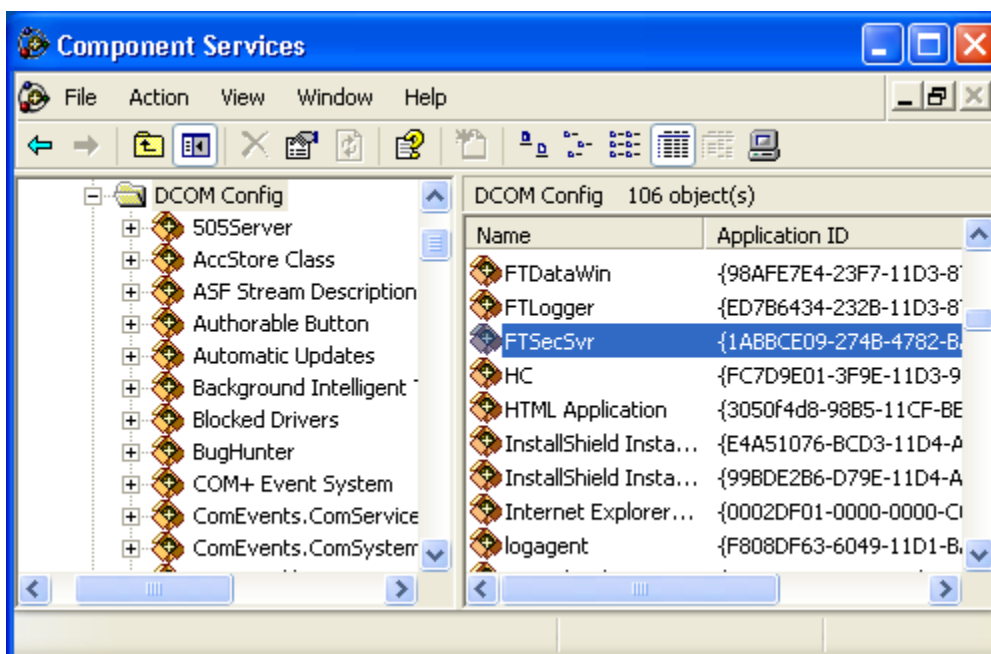 Component Services
File Action View Window Help
DCOM Config
505Server
AccStore Class
ASF Stream Description
Authorable Button
Automatic Updates
Background Intelligent
Blocked Drivers
BugHunter
COM+ Event System
ComEvents.ComService
ComEvents.ComSystem
DCOM Config 106 object(s)
Name Application ID
FTDataWin {98AFE7E4-23F7-11D3-8
FTLogger {ED7B6434-232B-11D3-8
FTSecSvr {1ABBCE09-274B-4782-B
HC {FC7D9E01-3F9E-11D3-9
HTML Application {3050f4d8-98B5-11CF-BE
InstallShield Insta... {E4A51076-BCD3-11D4-A
InstallShield Insta... {99BDE2B6-D79E-11D4-A
Internet Explorer... {0002DF01-0000-0000-C
logagent {F808DF63-6049-11D1-B